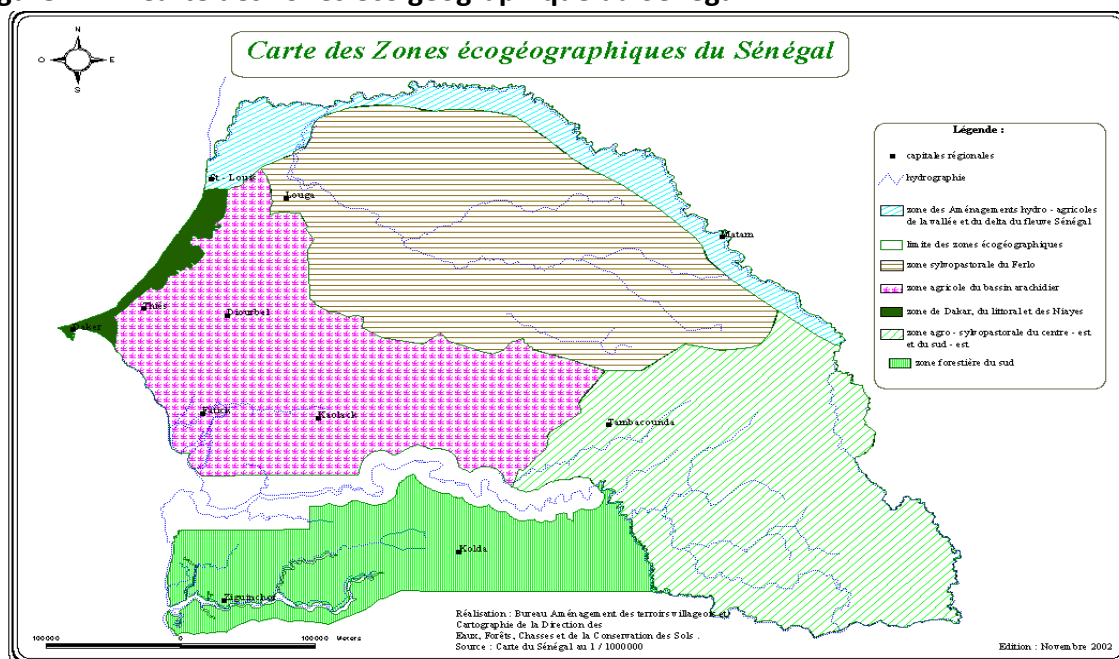 Carte des Zones écogéographiques du Sénégal
N
O
E
S
Légende :
capitales régionales
hydrographie
zone des Aménagements hydro - agricoles
de la vallée et du delta du fleuve Sénégal
limite des zones écogéographiques
zone sylvopastorale du Ferlo
zone agricole du bassin arachidier
zone de Dakar, du littoral et des Niayes
zone agro - sylvopastorale du centre - est
et du sud - est
zone forestière du sud
St - Louis
Louga
Matam
Thiès
Diourbel
Dakar
Fatick
Kaolack
Tambacounda
Kolda
Ziguinchor
Réalisation : Bureau Aménagement des terroirs villageois et
Cartographie de la Direction des
Eaux, Forêts, Chasses et de la Conservation des Sols .
Source : Carte du Sénégal au 1 / 1000000
100000 0 100000 Meters
Edition : Novembre 2002